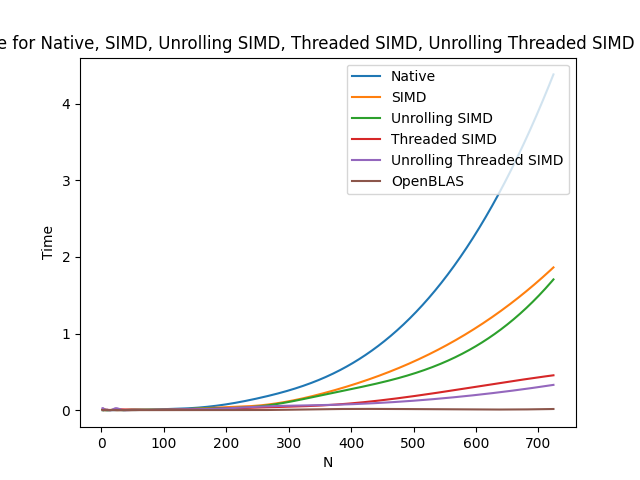 e for Native, SIMD, Unrolling SIMD, Threaded SIMD, Unrolling Threaded SIMD
Native
SIMD
Unrolling SIMD
Threaded SIMD
Unrolling Threaded SIMD
OpenBLAS
Time
4
3
2
1
0
0 100 200 300 400 500 600 700
N